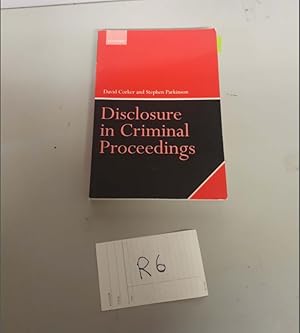 David Corker and Stephen Parkinson
Disclosure
in Criminal
Proceedings
R6